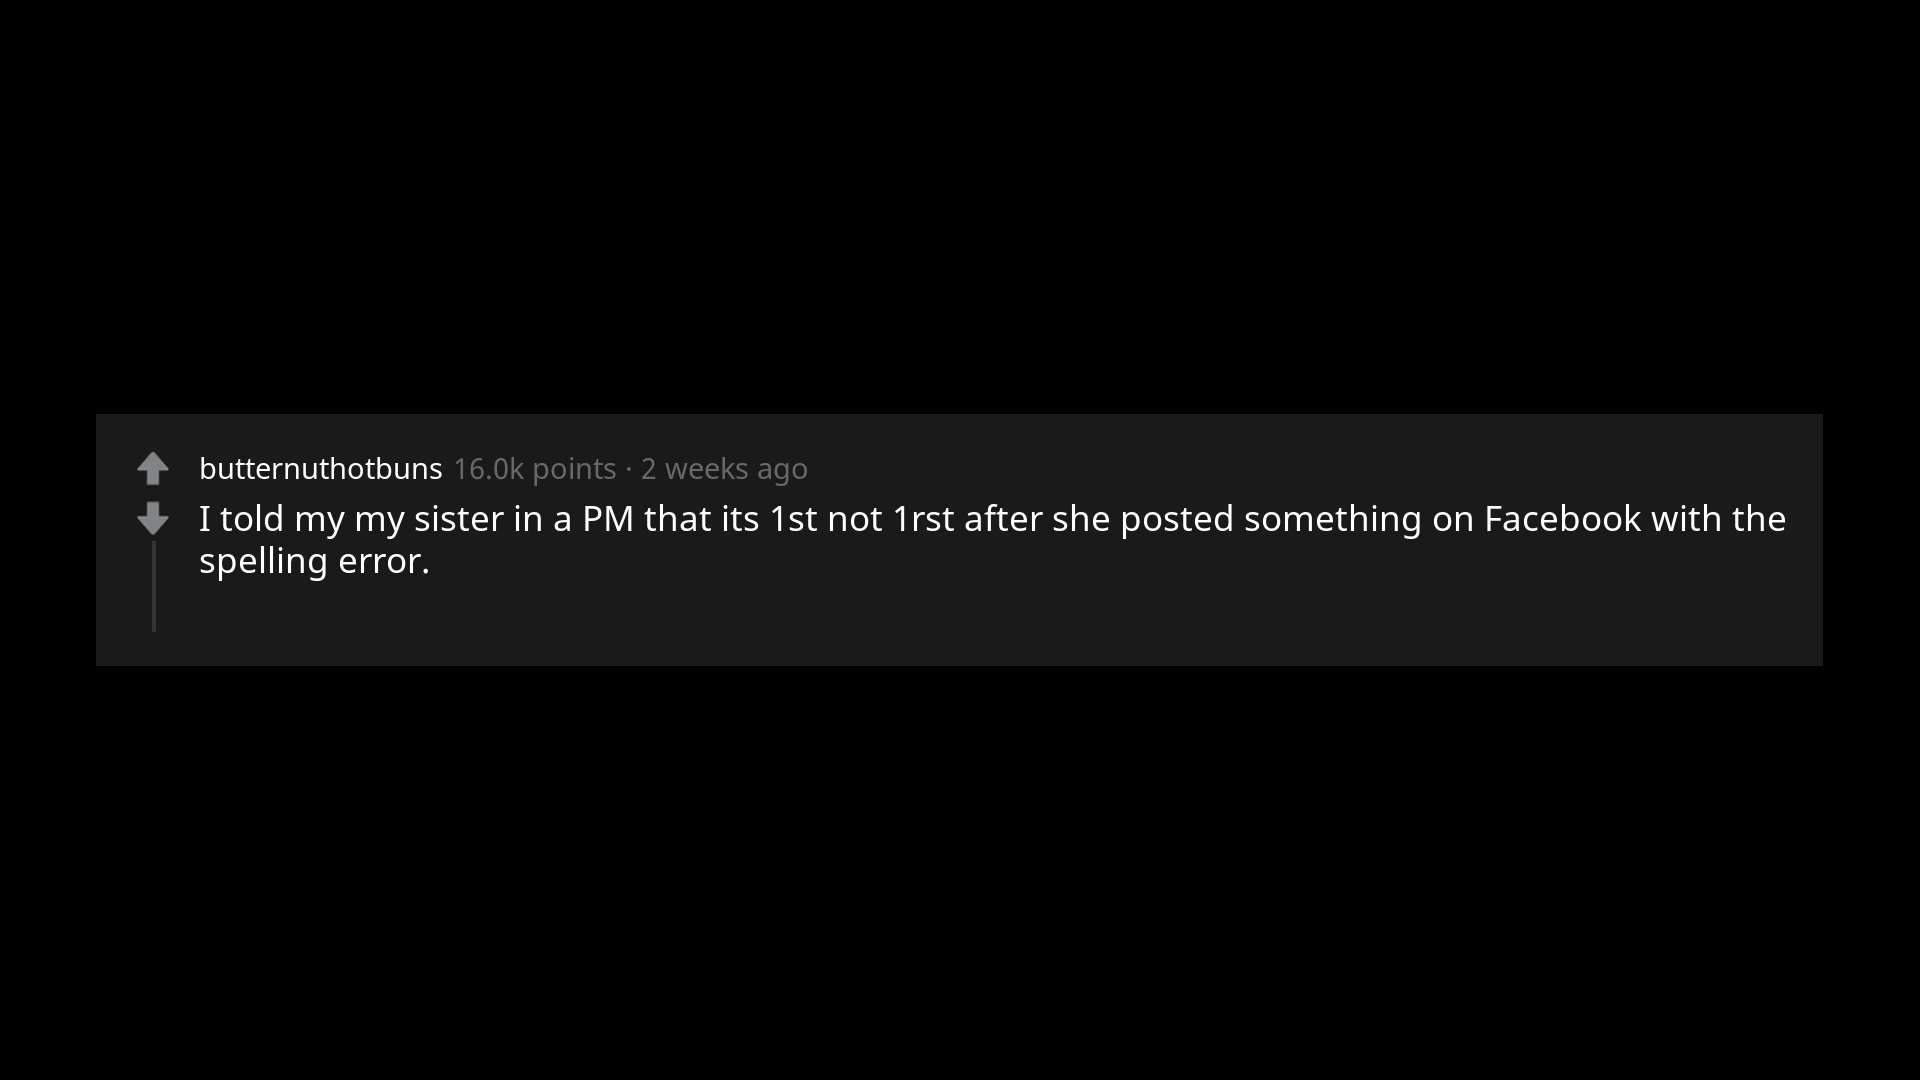 butternuthotbuns 16.0k points · 2 weeks ago
I told my my sister in a PM that its 1st not 1rst after she posted something on Facebook with the
spelling error.